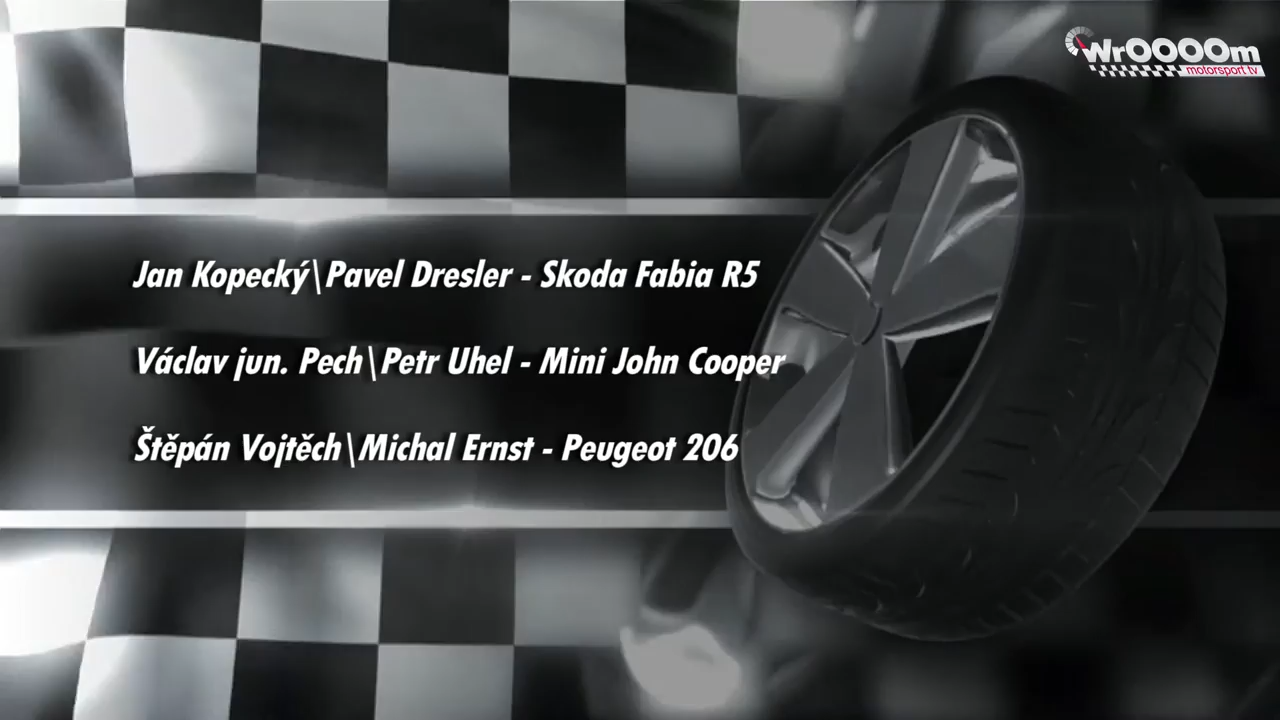 WrOOOOm
motorsport tv
Jan Kopecký\Pavel Dresler - Skoda Fabia R5
Václav jun. Pech\Petr Uhel - Mini John Cooper
Štěpán Vojtěch\Michal Ernst - Peugeot 206